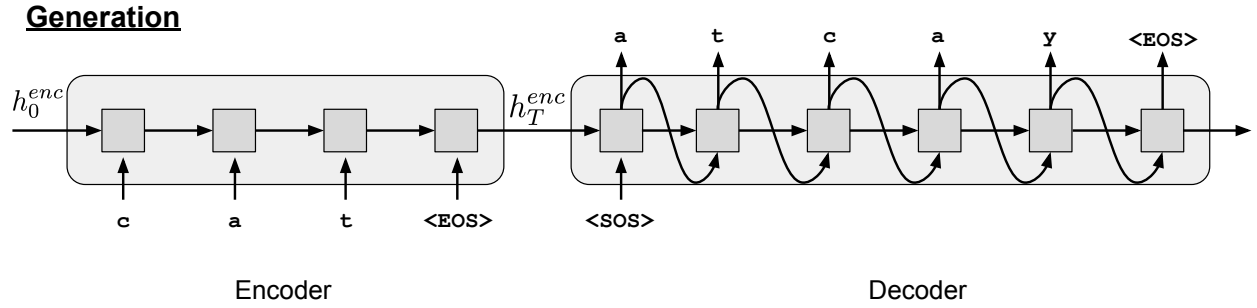 Generation
a t c a y <EOS>
h_0^{enc} h_T^{enc}
c a t <EOS> <SOS>
Encoder Decoder